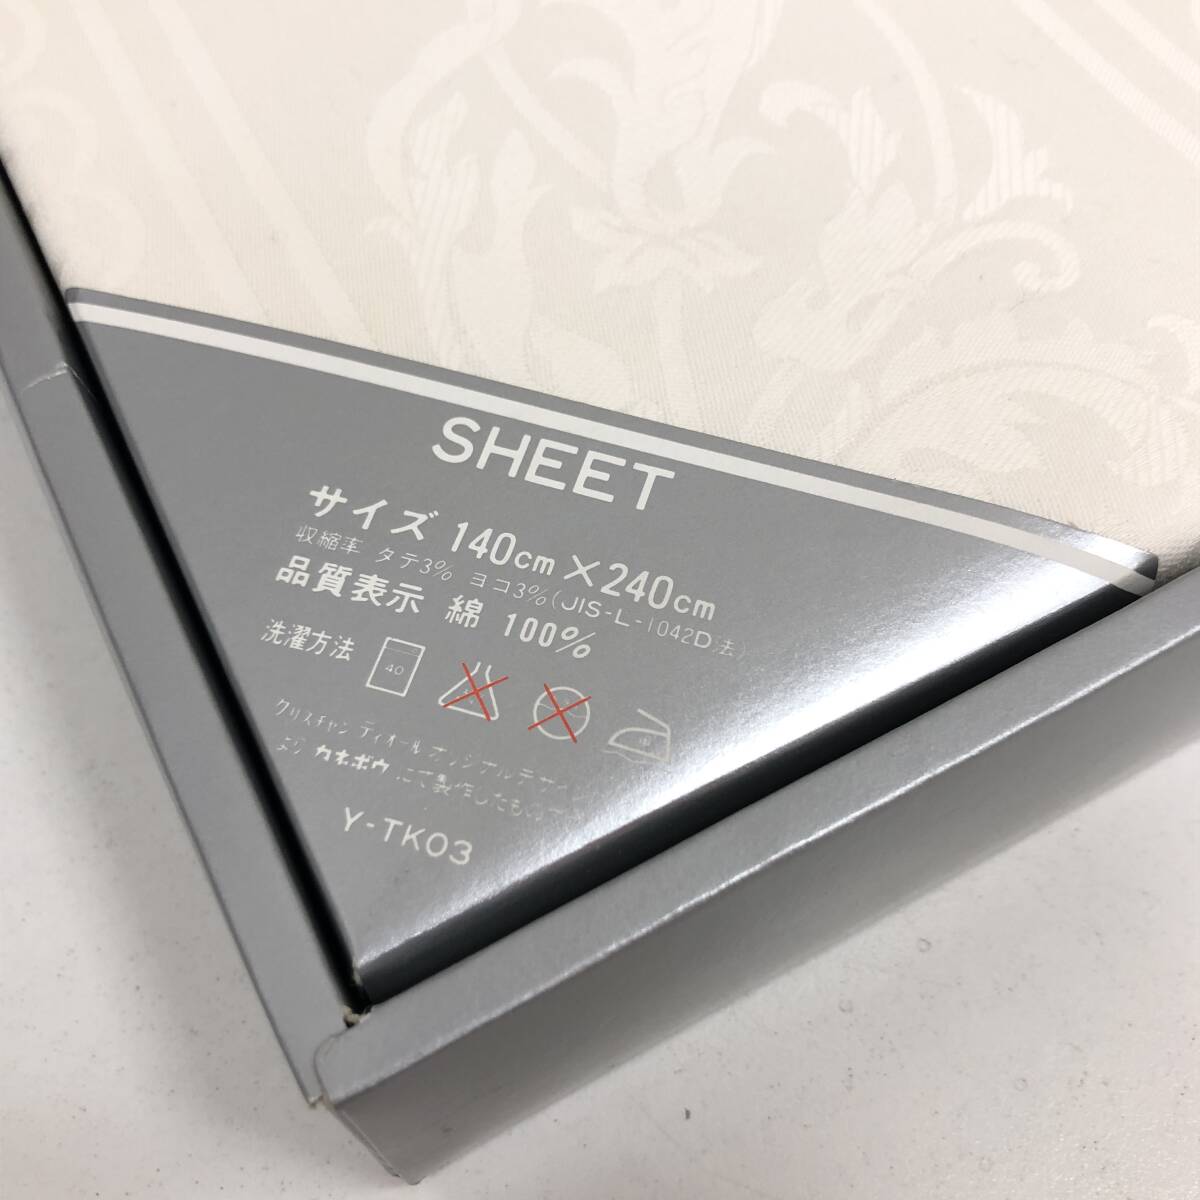 SHEET
サイズ 140cm×240cm
収縮率 タテ3% ヨコ3%(JIS-L-1042D法)
品質表示 綿 100%
洗濯方法 40
クリスチャン ディオール オリジナルデザイン
より カネボウ にて製作したもので
Y-TK03